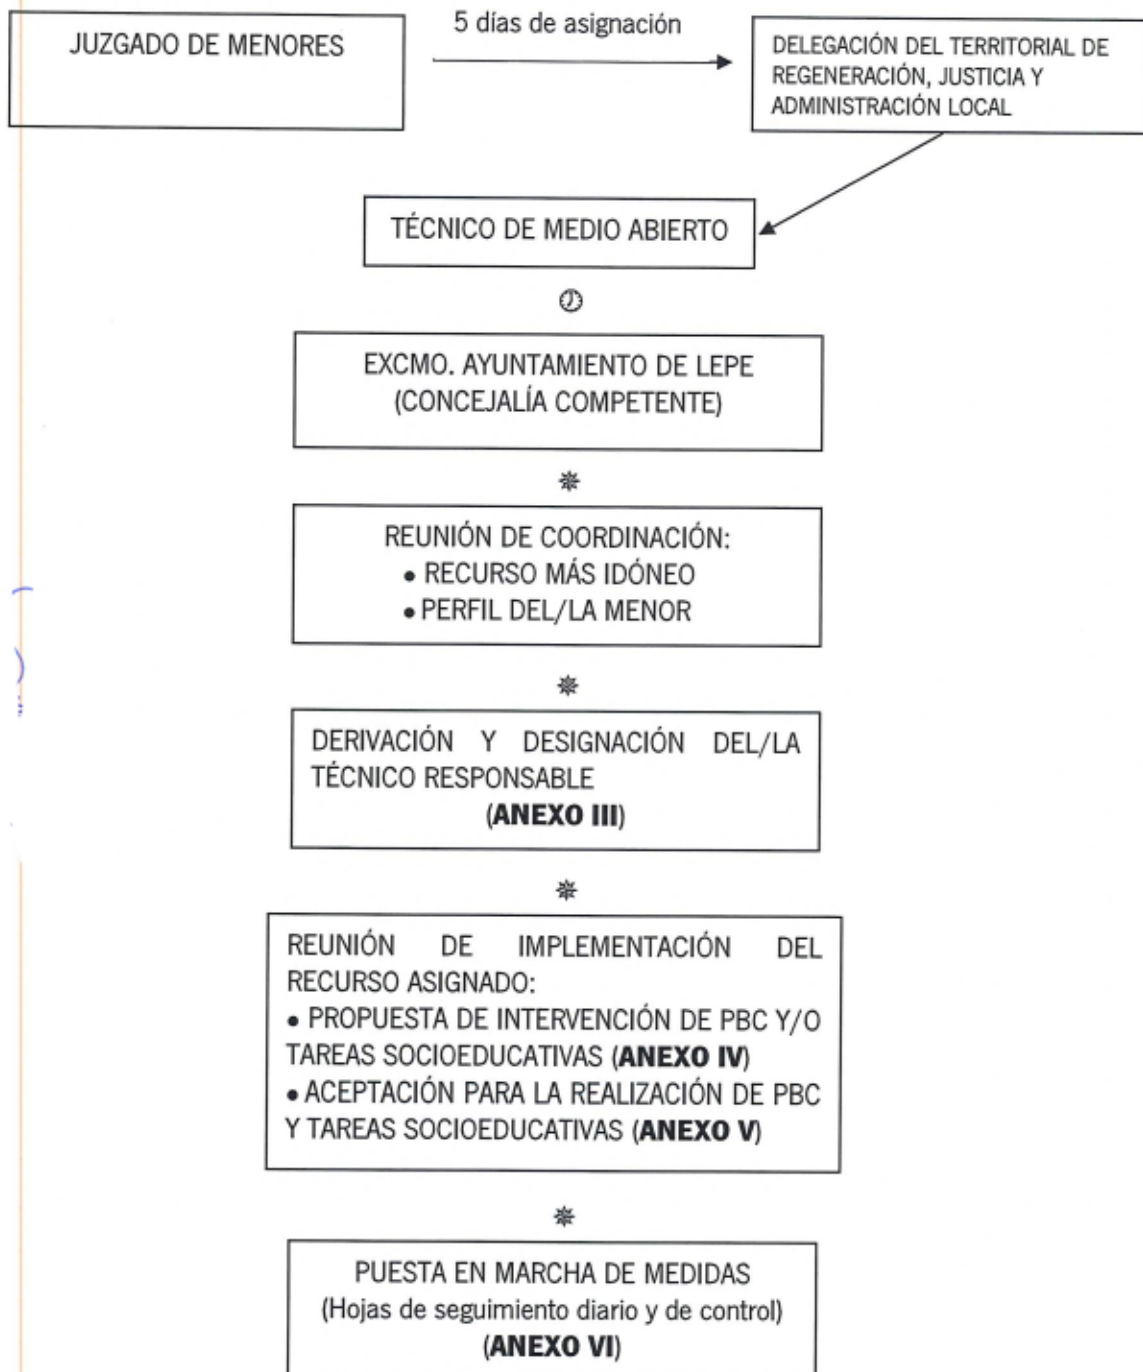 5 días de asignación
JUZGADO DE MENORES
DELEGACIÓN DEL TERRITORIAL DE
REGENERACIÓN, JUSTICIA Y
ADMINISTRACIÓN LOCAL
TÉCNICO DE MEDIO ABIERTO
EXCMO. AYUNTAMIENTO DE LEPE
(CONCEJALÍA COMPETENTE)
REUNIÓN DE COORDINACIÓN:
• RECURSO MÁS IDÓNEO
• PERFIL DEL/LA MENOR
DERIVACIÓN Y DESIGNACIÓN DEL/LA
TÉCNICO RESPONSABLE
(ANEXO III)
REUNIÓN DE IMPLEMENTACIÓN DEL
RECURSO ASIGNADO:
• PROPUESTA DE INTERVENCIÓN DE PBC Y/O
TAREAS SOCIOEDUCATIVAS (ANEXO IV)
• ACEPTACIÓN PARA LA REALIZACIÓN DE PBC
Y TAREAS SOCIOEDUCATIVAS (ANEXO V)
PUESTA EN MARCHA DE MEDIDAS
(Hojas de seguimiento diario y de control)
(ANEXO VI)